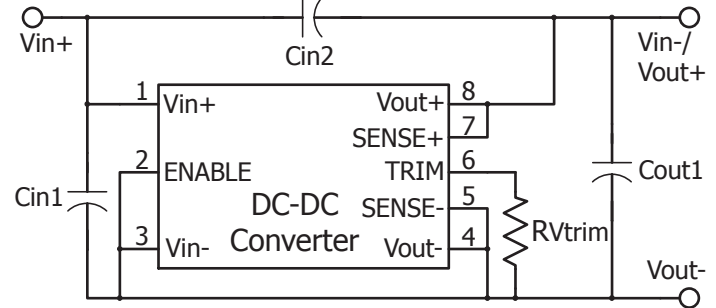 Vin+
Cin2
Vin-/
Vout+
1 Vin+ Vout+ 8
SENSE+ 7
2 ENABLE TRIM 6
Cin1
DC-DC
Converter
SENSE- 5
3 Vin- Vout- 4
RVtrim
Cout1
Vout-